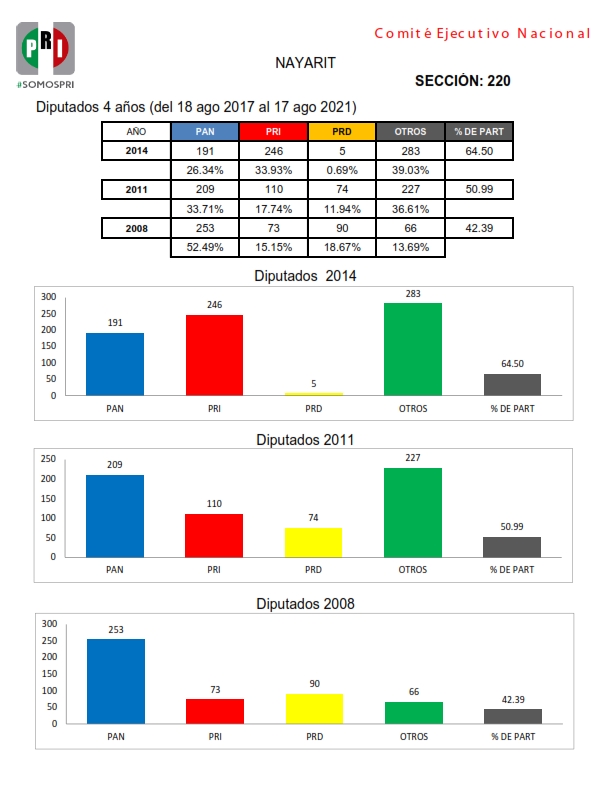 PRI
#SOMOSPRI
Comité Ejecutivo Nacional
NAYARIT
SECCIÓN: 220
Diputados 4 años (del 18 ago 2017 al 17 ago 2021)
AÑO PAN PRI PRD OTROS % DE PART
2014 191 246 5 283 64.50
26.34% 33.93% 0.69% 39.03%
2011 209 110 74 227 50.99
33.71% 17.74% 11.94% 36.61%
2008 253 73 90 66 42.39
52.49% 15.15% 18.67% 13.69%
Diputados 2014
300
250
200
150
100
50
0
191 246 5 283 64.50
PAN PRI PRD OTROS % DE PART
Diputados 2011
250
200
150
100
50
0
209 110 74 227 50.99
PAN PRI PRD OTROS % DE PART
Diputados 2008
300
250
200
150
100
50
0
253 73 90 66 42.39
PAN PRI PRD OTROS % DE PART